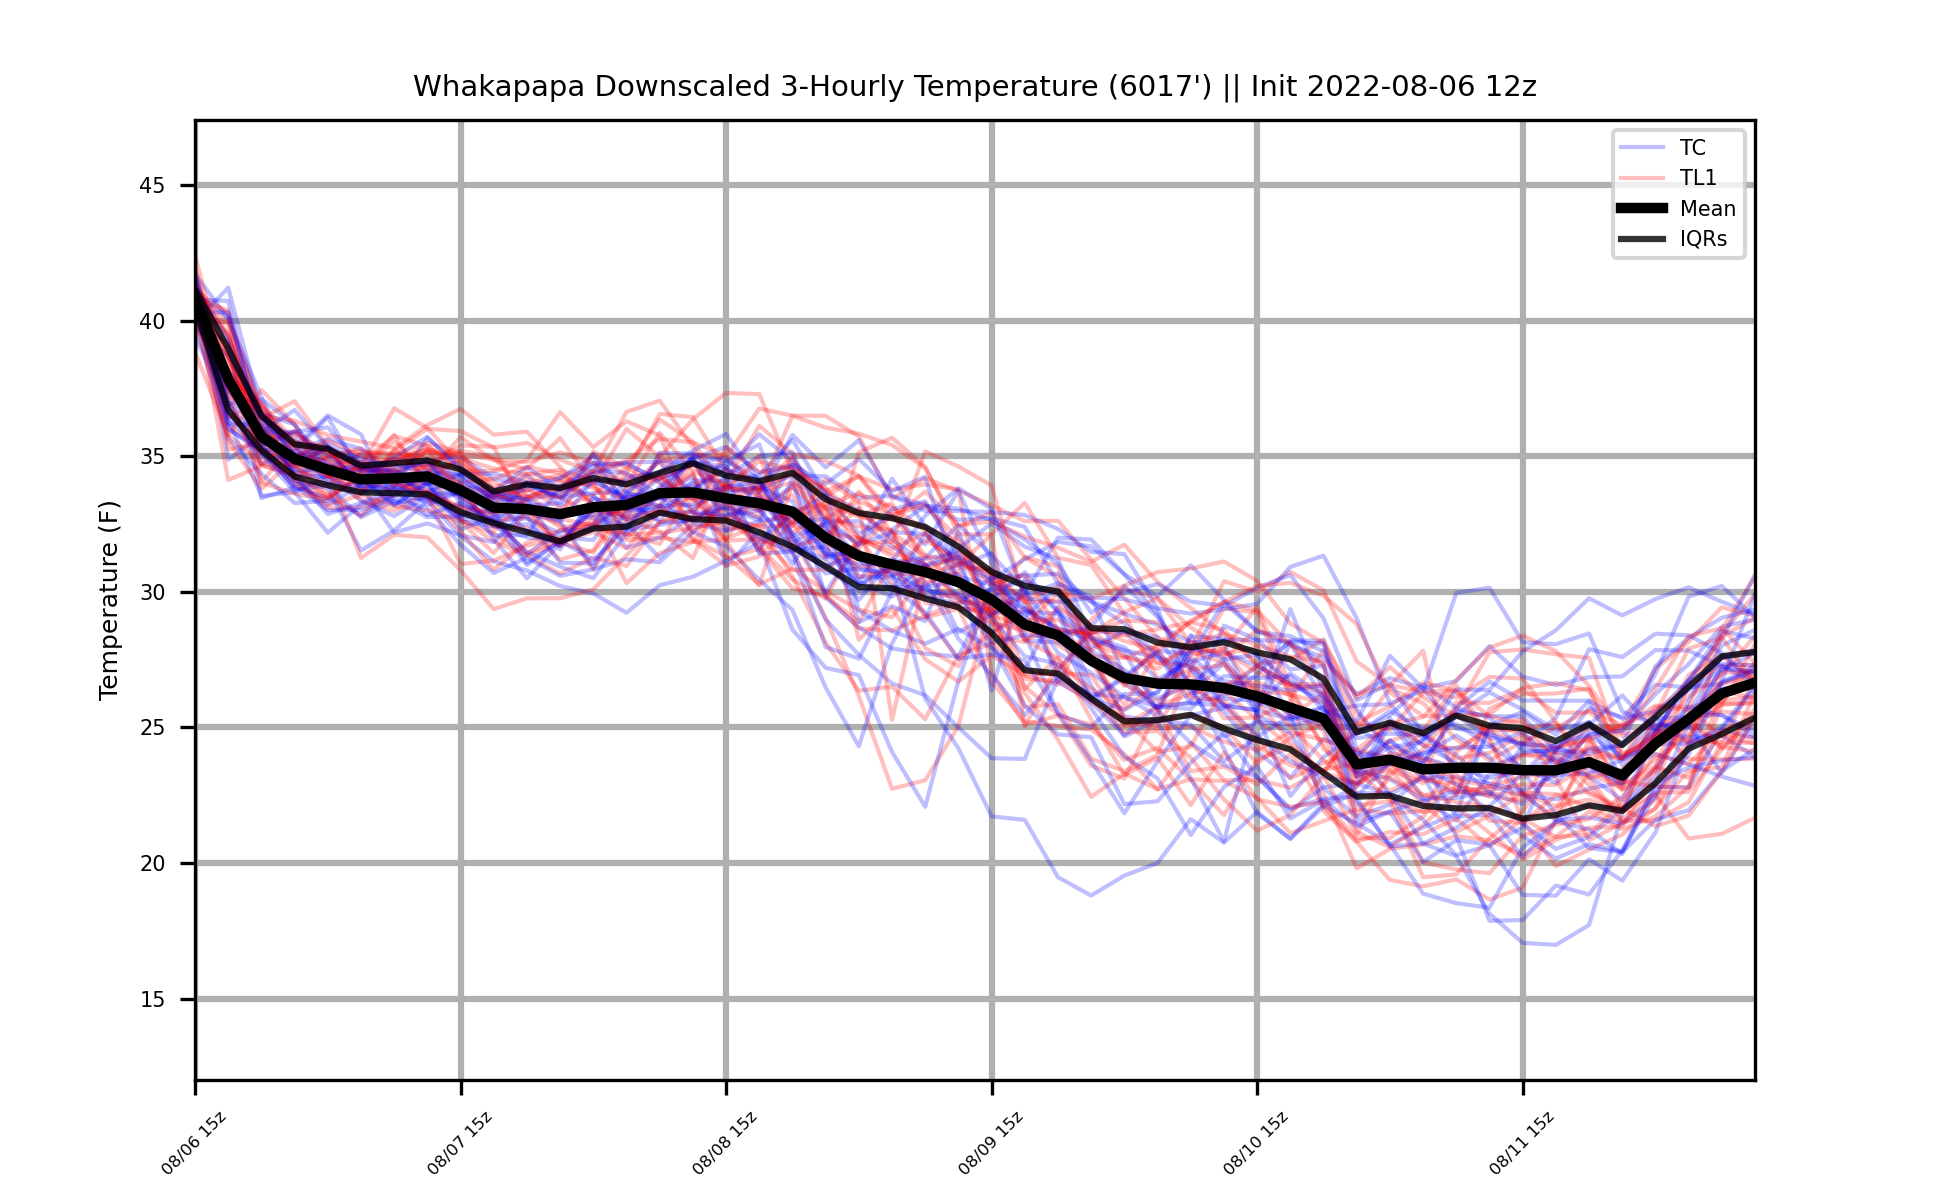 Whakapapa Downscaled 3-Hourly Temperature (6017') || Init 2022-08-06 12z
TC
TL1
Mean
IQRs
Temperature (F)
45
40
35
30
25
20
15
08/06 15z
08/07 15z
08/08 15z
08/09 15z
08/10 15z
08/11 15z